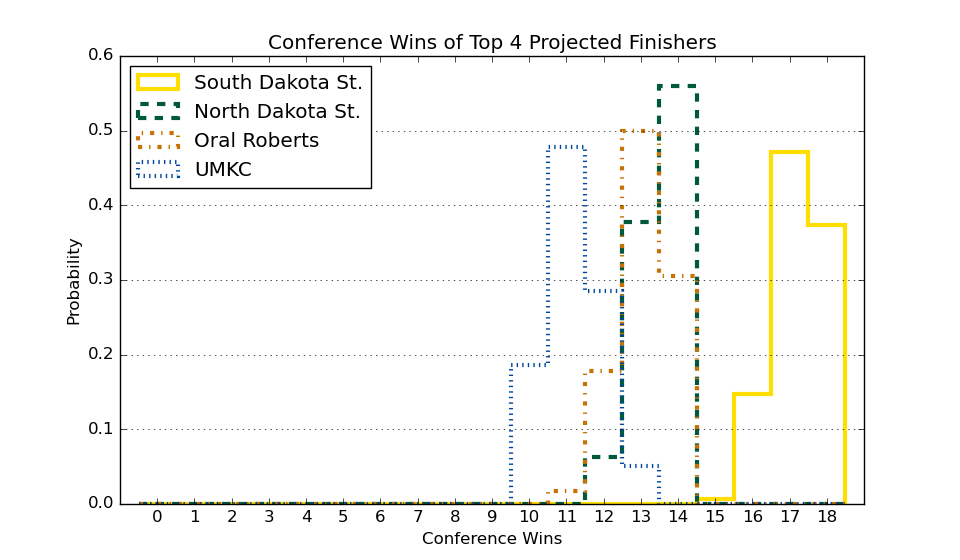 Conference Wins of Top 4 Projected Finishers
0.6
0.5
0.4
0.3
0.2
0.1
0.0
Probability
South Dakota St.
North Dakota St.
Oral Roberts
UMKC
0 1 2 3 4 5 6 7 8 9 10 11 12 13 14 15 16 17 18
Conference Wins